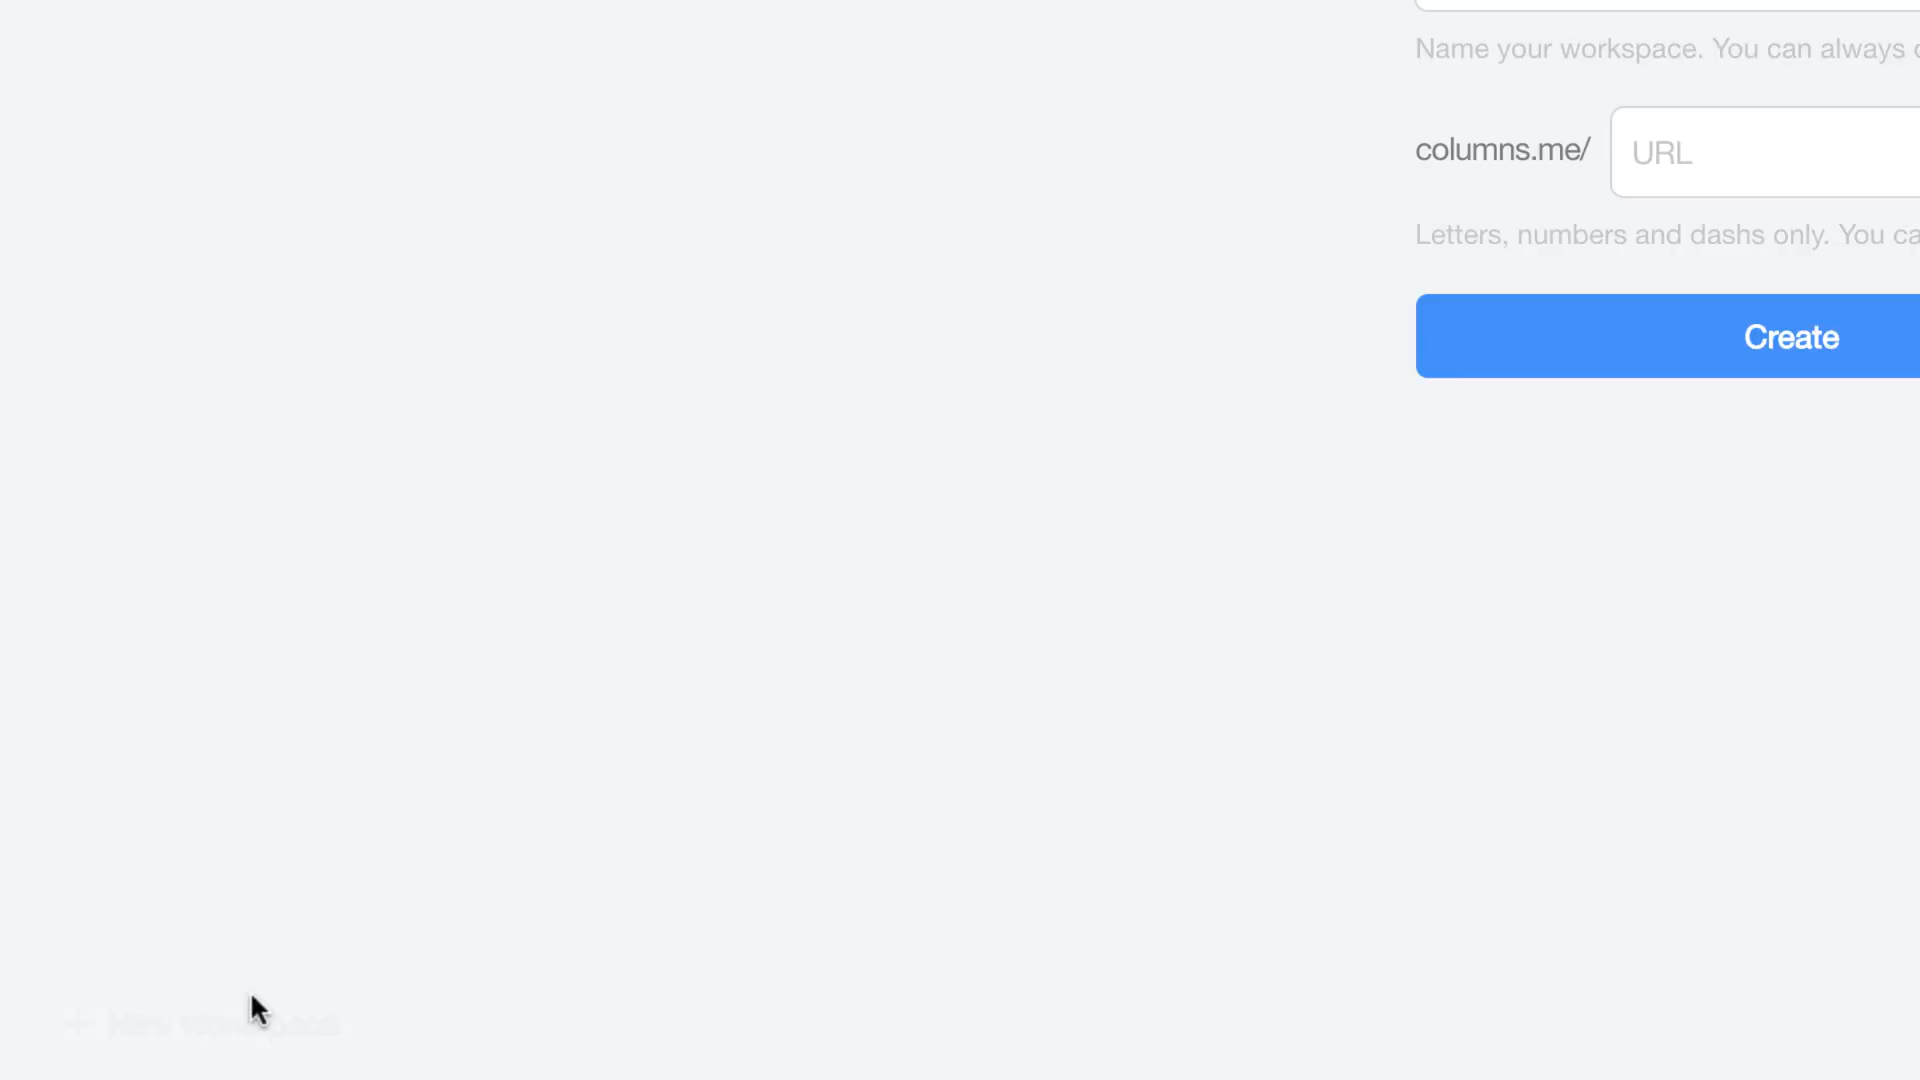 Name your workspace. You can always
columns.me/ URL
Letters, numbers and dashs only. You ca
Create